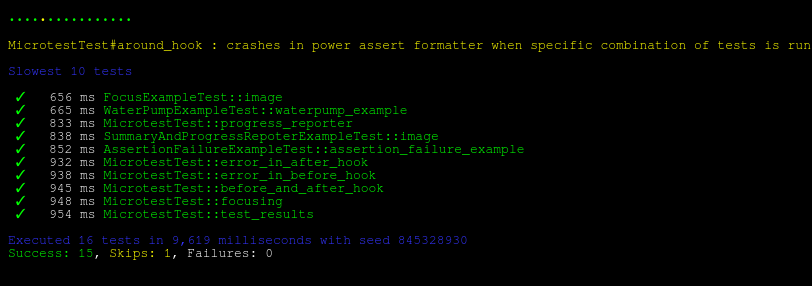 ................
MicrotestTest#around_hook : crashes in power assert formatter when specific combination of tests is run
Slowest 10 tests
✓ 656 ms FocusExampleTest::image
✓ 665 ms WaterPumpExampleTest::waterpump_example
✓ 833 ms MicrotestTest::progress_reporter
✓ 838 ms SummaryAndProgressRepoterExampleTest::image
✓ 852 ms AssertionFailureExampleTest::assertion_failure_example
✓ 932 ms MicrotestTest::error_in_after_hook
✓ 938 ms MicrotestTest::error_in_before_hook
✓ 945 ms MicrotestTest::before_and_after_hook
✓ 948 ms MicrotestTest::focusing
✓ 954 ms MicrotestTest::test_results
Executed 16 tests in 9,619 milliseconds with seed 845328930
Success: 15, Skips: 1, Failures: 0